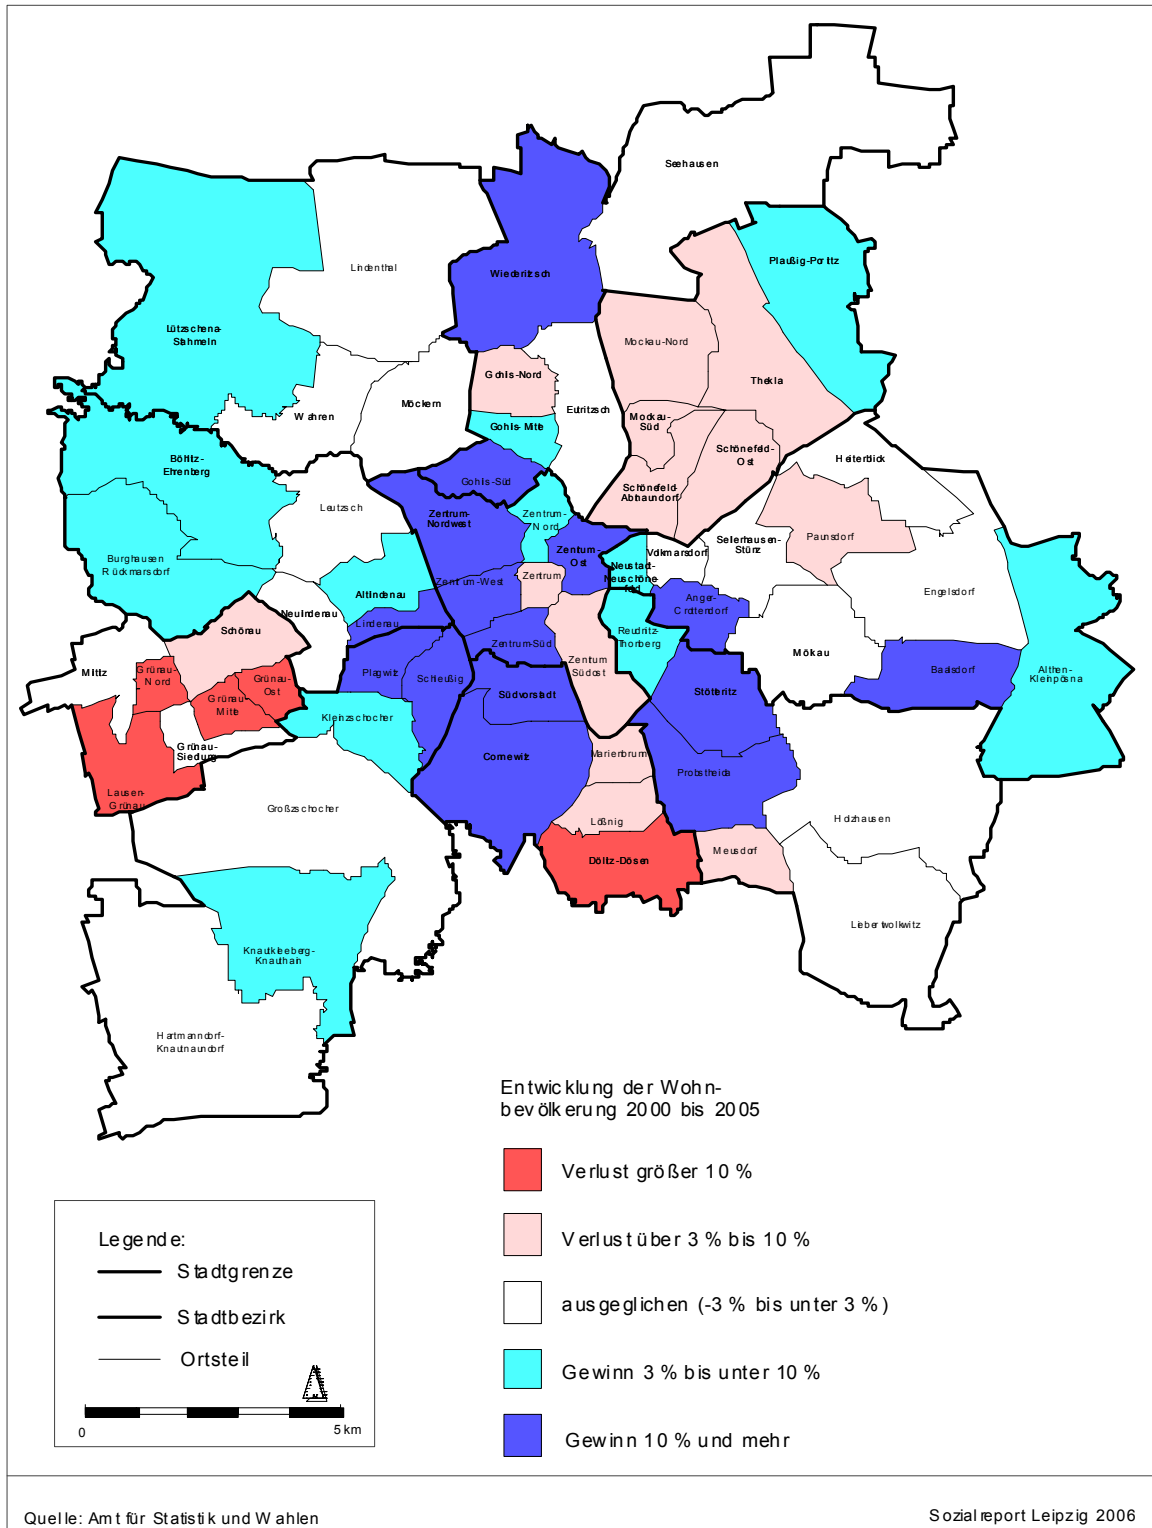 Seehausen
Plaußig-Portitz
Lindenthal
Wiederitzsch
Lützschena-
Stahmeln
Mockau-Nord
Gohlis-Nord
Thekla
Möckern
Wahren
Eutritzsch
Mockau-
Süd
Gohlis-Mitte
Schönefeld-
Ost
Heiterblick
Böhlitz-
Ehrenberg
Gohlis-Süd
Schönefeld-
Abtnaundorf
Leutzsch
Zentrum-
Nordwest
Zentrum-
Nord
Paunsdorf
Sellerhausen-
Stünz
Volkmarsdorf
Zentrum-
Ost
Burghausen
Rückmarsdorf
Neustadt-
Neuschöne-
feld
Zentrum
Zentrum-West
Engelsdorf
Altlindenau
Anger-
Crottendorf
Neulindenau
Lindenau
Schönau
Reudnitz-
Thonberg
Zentrum-Süd
Mölkau
Zentrum
Südost
Miltitz
Grünau-
Nord
Plagwitz
Schleußig
Baalsdorf
Althen-
Kleinpösna
Grünau-
Ost
Südvorstadt
Stötteritz
Grünau
Mitte
Kleinzschocher
Grünau-
Siedlung
Connewitz
Marienbrunn
Probstheida
Lausen-
Grünau
Großzschocher
Lößnig
Holzhausen
Meusdorf
Dölitz-Dösen
Liebertwolkwitz
Knautkleeberg-
Knauthain
Hartmanndorf-
Knautnaundorf
Entwicklung der Wohn-
bevölkerung 2000 bis 2005
Verlust größer 10 %
Verlust über 3 % bis 10 %
ausgeglichen (-3 % bis unter 3 %)
Gewinn 3 % bis unter 10 %
Gewinn 10 % und mehr
Legende:
Stadtgrenze
Stadtbezirk
Ortsteil
0 5 km
Quelle: Amt für Statistik und Wahlen
Sozialreport Leipzig 2006